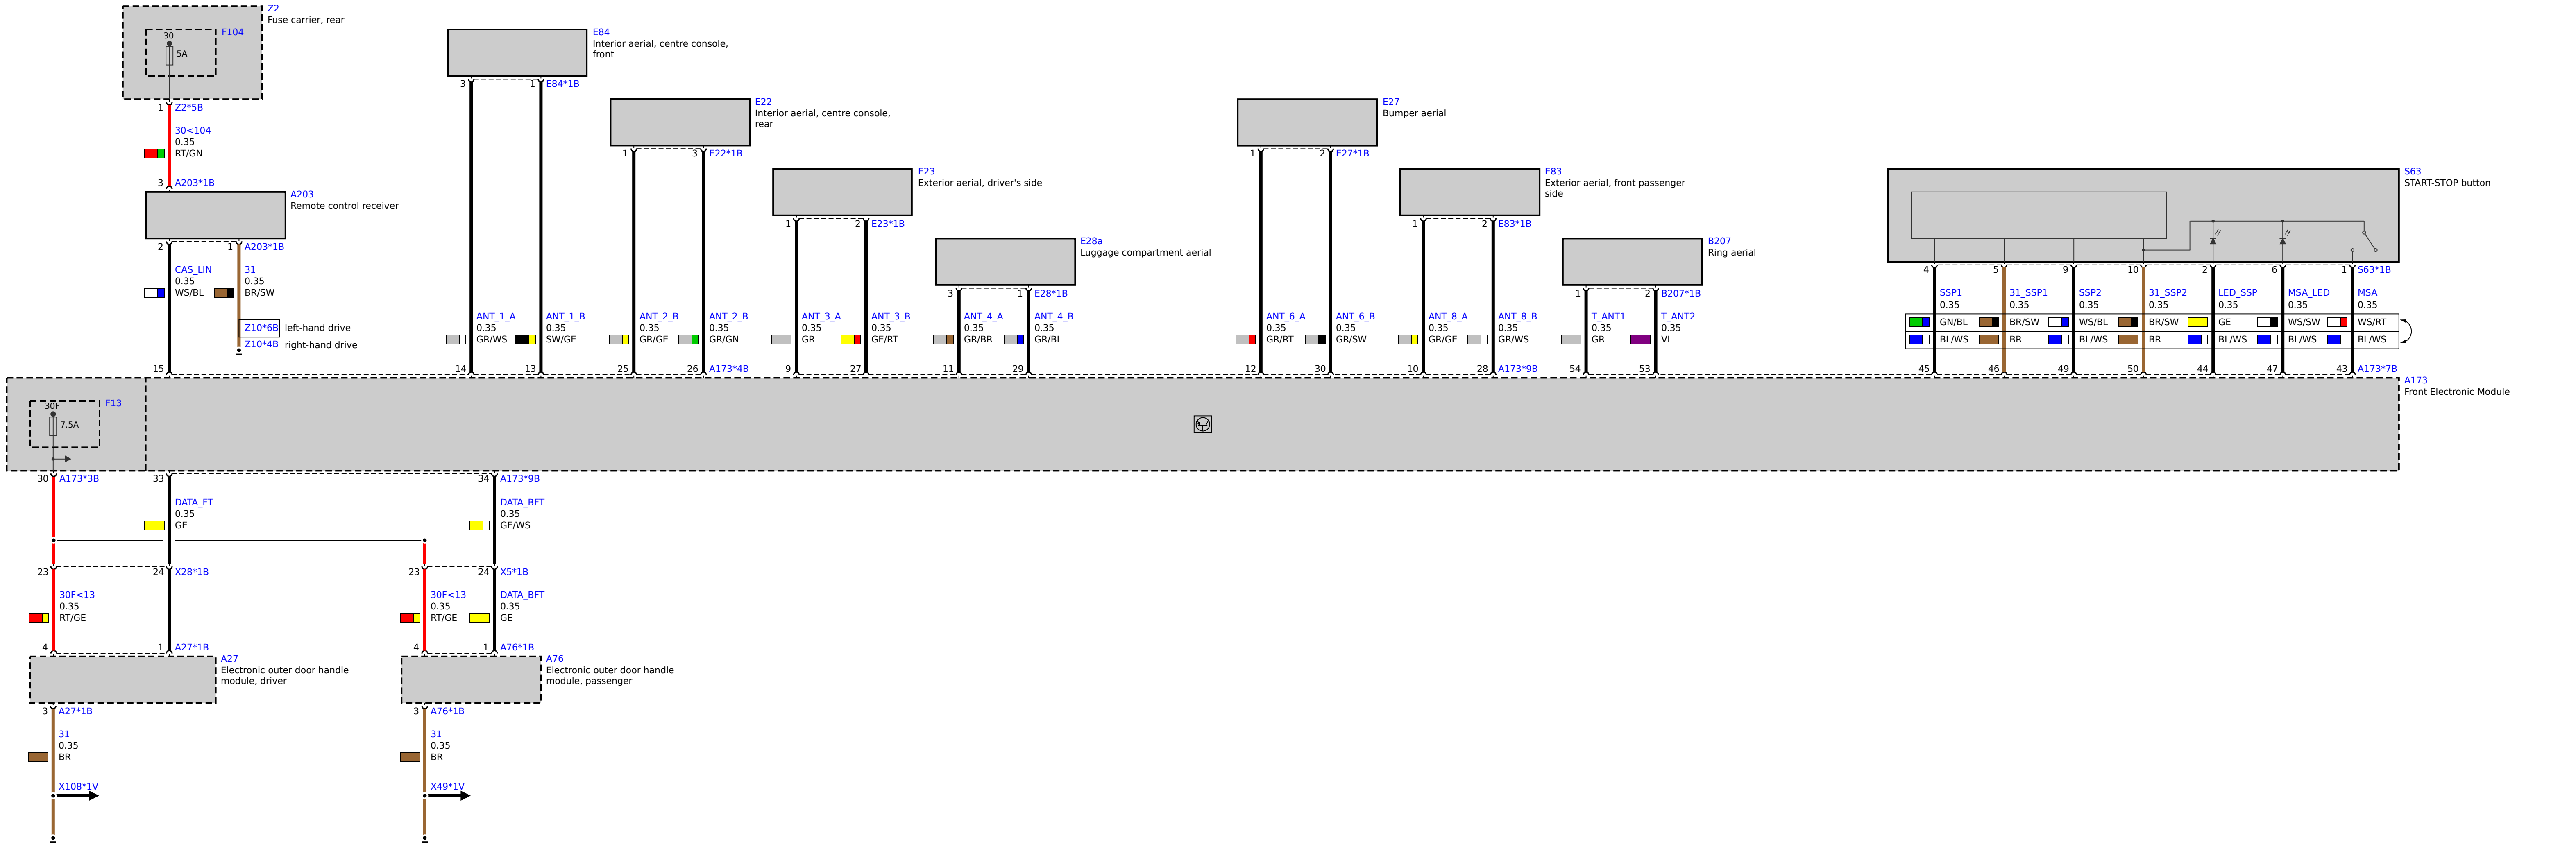 Z2
Fuse carrier, rear
F104
30
5A
1 Z2*5B
30<104
0.35
RT/GN
3 A203*1B
A203
Remote control receiver
2 1 A203*1B
CAS_LIN
0.35
WS/BL
31
0.35
BR/SW
Z10*6B left-hand drive
Z10*4B right-hand drive
15
E84
Interior aerial, centre console,
front
3 1 E84*1B
ANT_1_A
0.35
GR/WS
ANT_1_B
0.35
SW/GE
14 13
E22
Interior aerial, centre console,
rear
1 3 E22*1B
ANT_2_B
0.35
GR/GE
ANT_2_B
0.35
GR/GN
25 26 A173*4B
E23
Exterior aerial, driver's side
1 2 E23*1B
ANT_3_A
0.35
GR
ANT_3_B
0.35
GE/RT
9 27
E28a
Luggage compartment aerial
3 1 E28*1B
ANT_4_A
0.35
GR/BR
ANT_4_B
0.35
GR/BL
11 29
E27
Bumper aerial
1 2 E27*1B
ANT_6_A
0.35
GR/RT
ANT_6_B
0.35
GR/SW
12 30
E83
Exterior aerial, front passenger
side
1 2 E83*1B
ANT_8_A
0.35
GR/GE
ANT_8_B
0.35
GR/WS
10 28 A173*9B
B207
Ring aerial
1 2 B207*1B
T_ANT1
0.35
GR
T_ANT2
0.35
VI
54 53
S63
START-STOP button
4 5 9 10 2 6 1 S63*1B
SSP1 31_SSP1 SSP2 31_SSP2 LED_SSP MSA_LED MSA
0.35 0.35 0.35 0.35 0.35 0.35 0.35
GN/BL BR/SW WS/BL BR/SW GE WS/SW WS/RT
BL/WS BR BL/WS BR BL/WS BL/WS BL/WS
45 46 49 50 44 47 43 A173*7B
A173
Front Electronic Module
30F
F13
7.5A
30 A173*3B
33 34 A173*9B
DATA_FT
0.35
GE
DATA_BFT
0.35
GE/WS
23 24 X28*1B
23 24 X5*1B
30F<13
0.35
RT/GE
30F<13
0.35
RT/GE
DATA_BFT
0.35
GE
4 1 A27*1B
A27
Electronic outer door handle
module, driver
4 1 A76*1B
A76
Electronic outer door handle
module, passenger
3 A27*1B
31
0.35
BR
X108*1V
3 A76*1B
31
0.35
BR
X49*1V